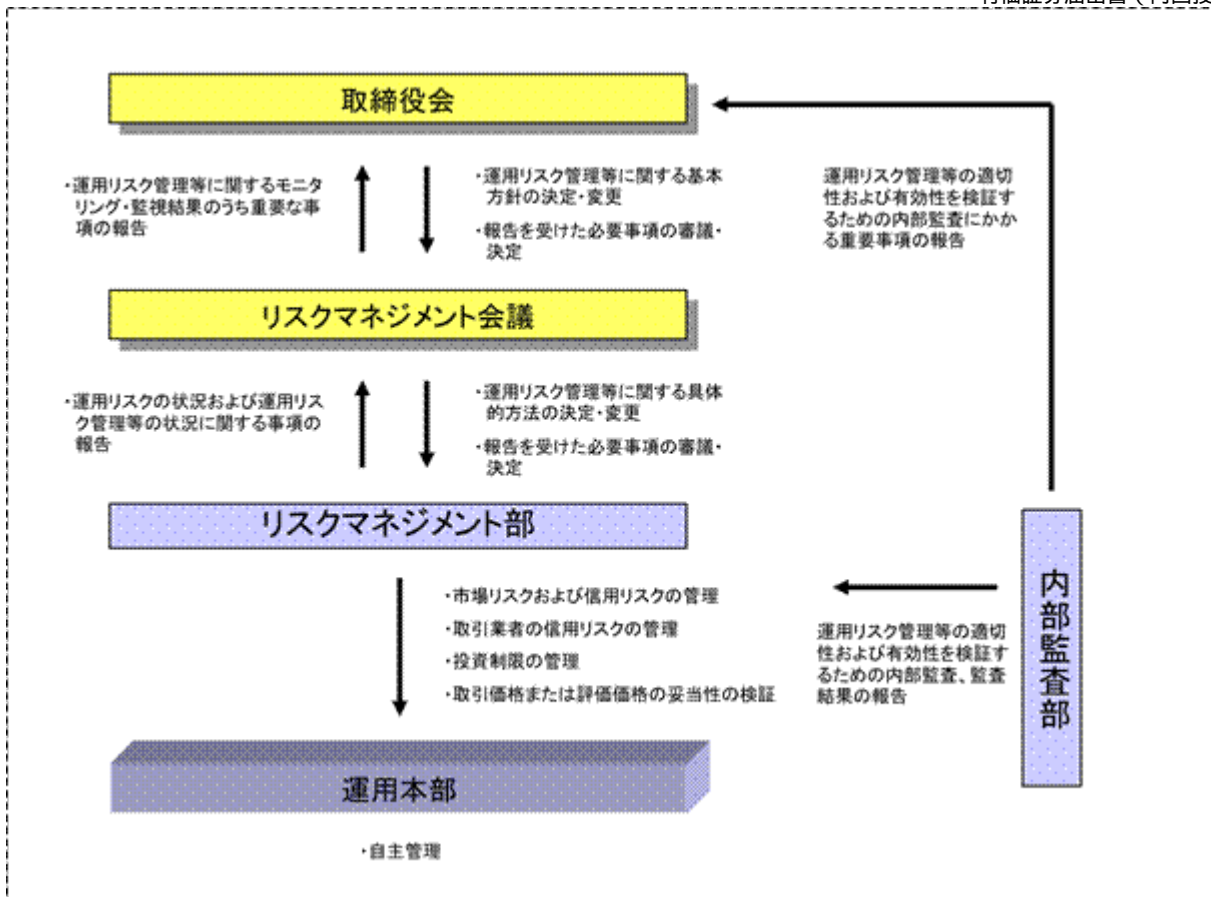 取締役会
・運用リスク管理等に関するモニタ
リング・監視結果のうち重要な事
項の報告
・運用リスク管理等に関する基本
方針の決定・変更
・報告を受けた必要事項の審議・
決定
運用リスク管理等の適切
性および有効性を検証す
るための内部監査にかか
る重要事項の報告
リスクマネジメント会議
・運用リスクの状況および運用リス
ク管理等の状況に関する事項の
報告
・運用リスク管理等に関する具体
的方法の決定・変更
・報告を受けた必要事項の審議・
決定
リスクマネジメント部
・市場リスクおよび信用リスクの管理
・取引業者の信用リスクの管理
・投資制限の管理
・取引価格または評価価格の妥当性の検証
運用リスク管理等の適切
性および有効性を検証す
るための内部監査、監査
結果の報告
内部監査部
運用本部
・自主管理